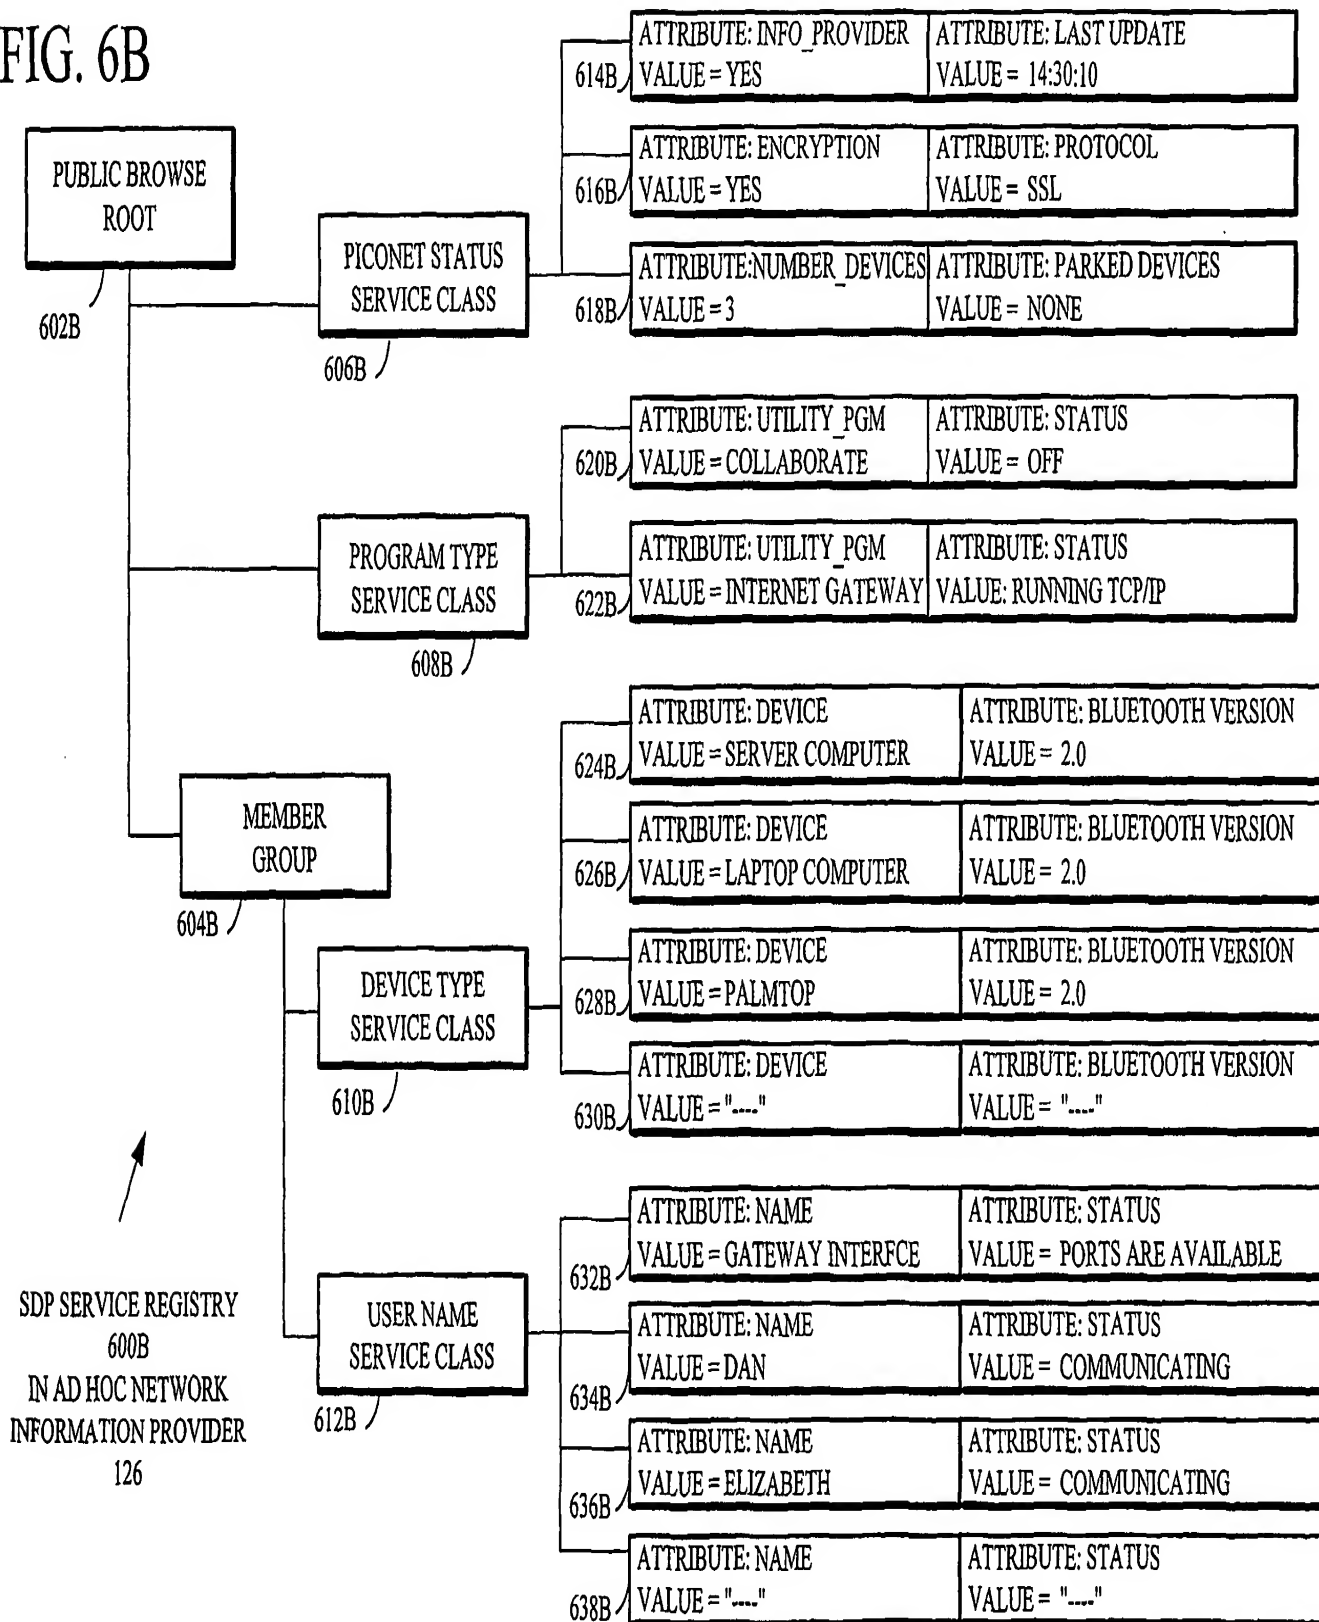 FIG. 6B
PUBLIC BROWSE
ROOT
602B
PICONET STATUS
SERVICE CLASS
606B
614B
ATTRIBUTE: INFO_PROVIDER
VALUE = YES
ATTRIBUTE: LAST UPDATE
VALUE = 14:30:10
616B
ATTRIBUTE: ENCRYPTION
VALUE = YES
ATTRIBUTE: PROTOCOL
VALUE = SSL
618B
ATTRIBUTE:NUMBER_DEVICES
VALUE = 3
ATTRIBUTE: PARKED DEVICES
VALUE = NONE
PROGRAM TYPE
SERVICE CLASS
608B
620B
ATTRIBUTE: UTILITY_PGM
VALUE = COLLABORATE
ATTRIBUTE: STATUS
VALUE = OFF
622B
ATTRIBUTE: UTILITY_PGM
VALUE = INTERNET GATEWAY
ATTRIBUTE: STATUS
VALUE: RUNNING TCP/IP
MEMBER
GROUP
604B
DEVICE TYPE
SERVICE CLASS
610B
624B
ATTRIBUTE: DEVICE
VALUE = SERVER COMPUTER
ATTRIBUTE: BLUETOOTH VERSION
VALUE = 2.0
626B
ATTRIBUTE: DEVICE
VALUE = LAPTOP COMPUTER
ATTRIBUTE: BLUETOOTH VERSION
VALUE = 2.0
628B
ATTRIBUTE: DEVICE
VALUE = PALMTOP
ATTRIBUTE: BLUETOOTH VERSION
VALUE = 2.0
630B
ATTRIBUTE: DEVICE
VALUE = "----"
ATTRIBUTE: BLUETOOTH VERSION
VALUE = "----"
USER NAME
SERVICE CLASS
612B
632B
ATTRIBUTE: NAME
VALUE = GATEWAY INTERFCE
ATTRIBUTE: STATUS
VALUE = PORTS ARE AVAILABLE
634B
ATTRIBUTE: NAME
VALUE = DAN
ATTRIBUTE: STATUS
VALUE = COMMUNICATING
636B
ATTRIBUTE: NAME
VALUE = ELIZABETH
ATTRIBUTE: STATUS
VALUE = COMMUNICATING
638B
ATTRIBUTE: NAME
VALUE = "----"
ATTRIBUTE: STATUS
VALUE = "----"
SDP SERVICE REGISTRY
600B
IN AD HOC NETWORK
INFORMATION PROVIDER
126